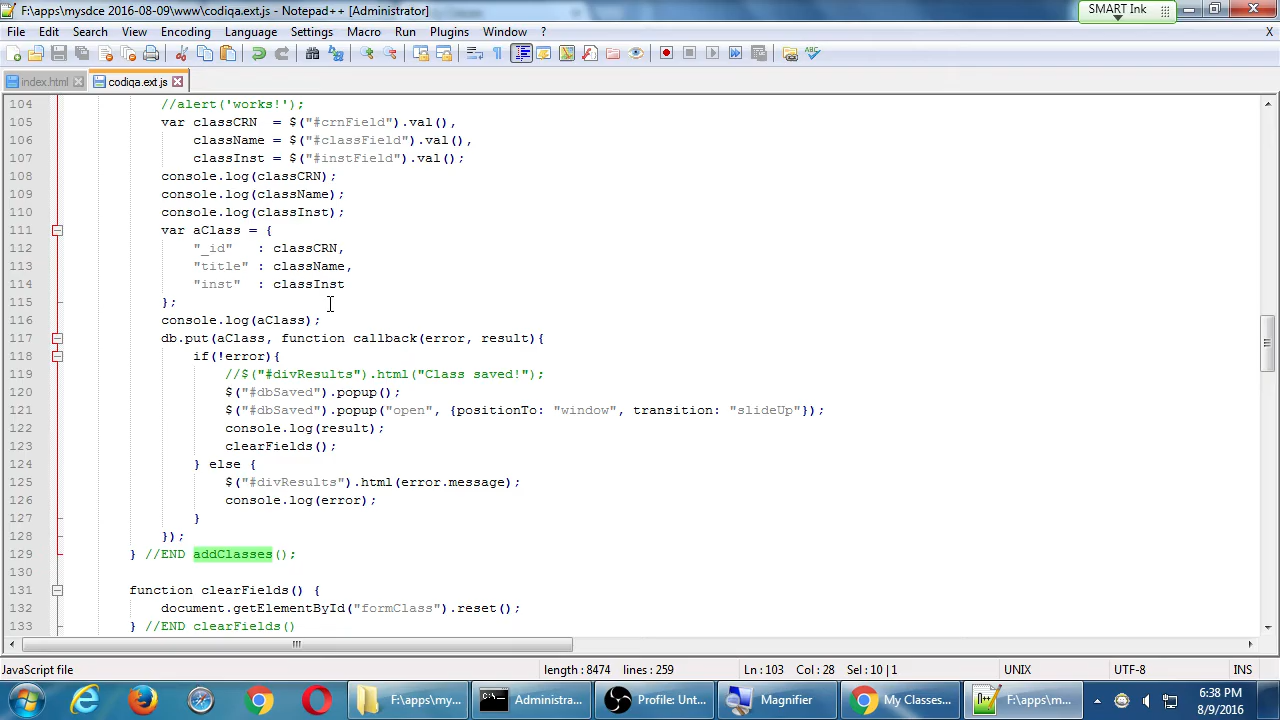 F:\apps\mysdce 2016-08-09\www\codiqa.ext.js - Notepad++ [Administrator]
SMART Ink
File Edit Search View Encoding Language Settings Macro Run Plugins Window ? X
index.html codiqa.ext.js
104 //alert('works!');
105 var classCRN = $("#crnField").val(),
106 className = $("#classField").val(),
107 classInst = $("#instField").val();
108 console.log(classCRN);
109 console.log(className);
110 console.log(classInst);
111 var aClass = {
112 "_id" : classCRN,
113 "title" : className,
114 "inst" : classInst
115 };
116 console.log(aClass);
117 db.put(aClass, function callback(error, result){
118 if(!error){
119 //$("#divResults").html("Class saved!");
120 $("#dbSaved").popup();
121 $("#dbSaved").popup("open", {positionTo: "window", transition: "slideUp"});
122 console.log(result);
123 clearFields();
124 } else {
125 $("#divResults").html(error.message);
126 console.log(error);
127 }
128 });
129 } //END addClasses();
130
131 function clearFields() {
132 document.getElementById("formClass").reset();
133 } //END clearFields()
JavaScript file length : 8474 lines : 259 Ln : 103 Col : 28 Sel : 10 | 1 UNIX UTF-8 INS
F:\apps\my... Administra... Profile: Unt... Magnifier My Classes... F:\apps\m... 6:38 PM
8/9/2016